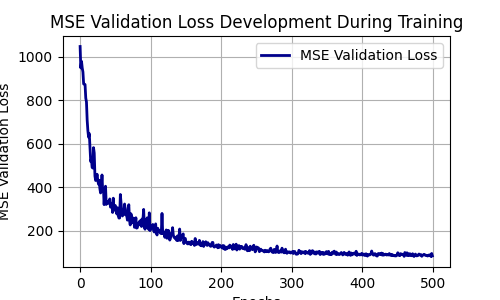 MSE Validation Loss Development During Training
MSE Validation Loss
1000
800
600
400
200
MSE Validation Loss
0
100
200
300
400
500
Epochs